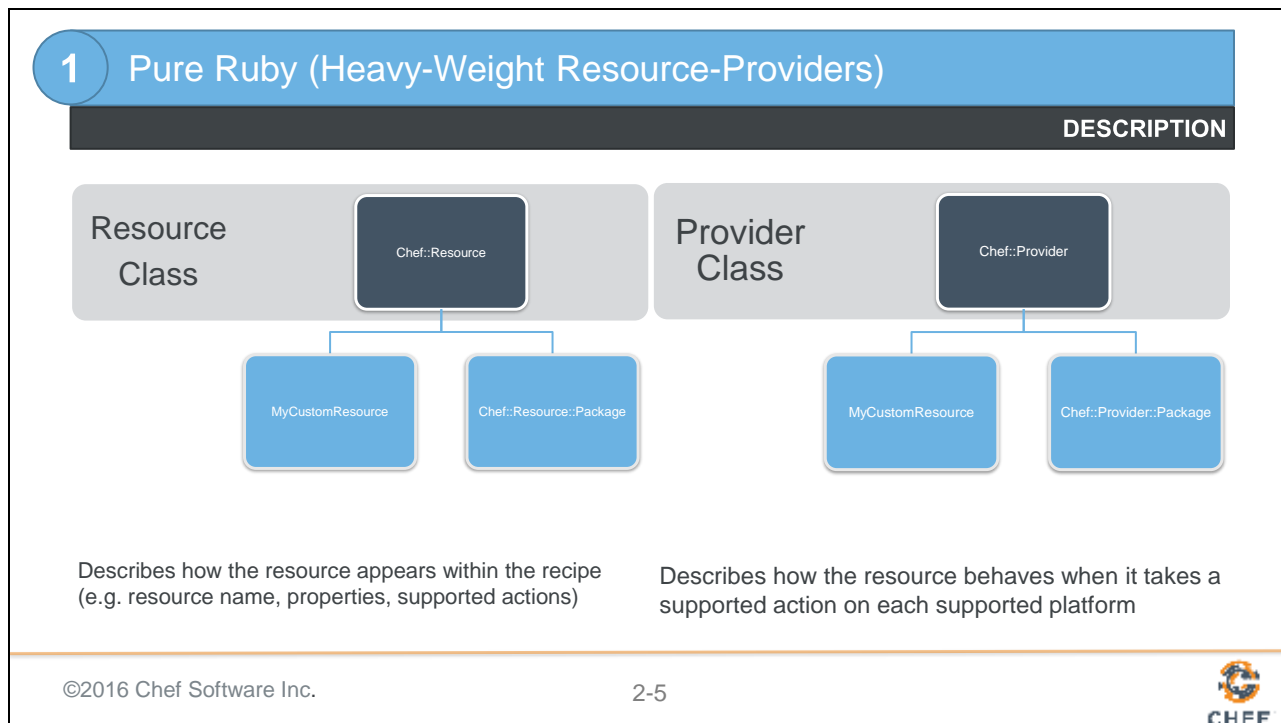 1
Pure Ruby (Heavy-Weight Resource-Providers)
DESCRIPTION
Resource
Class
Chef::Resource
MyCustomResource
Chef::Resource::Package
Provider
Class
Chef::Provider
MyCustomResource
Chef::Provider::Package
Describes how the resource appears within the recipe
(e.g. resource name, properties, supported actions)
Describes how the resource behaves when it takes a
supported action on each supported platform
©2016 Chef Software Inc.
2-5
CHEF